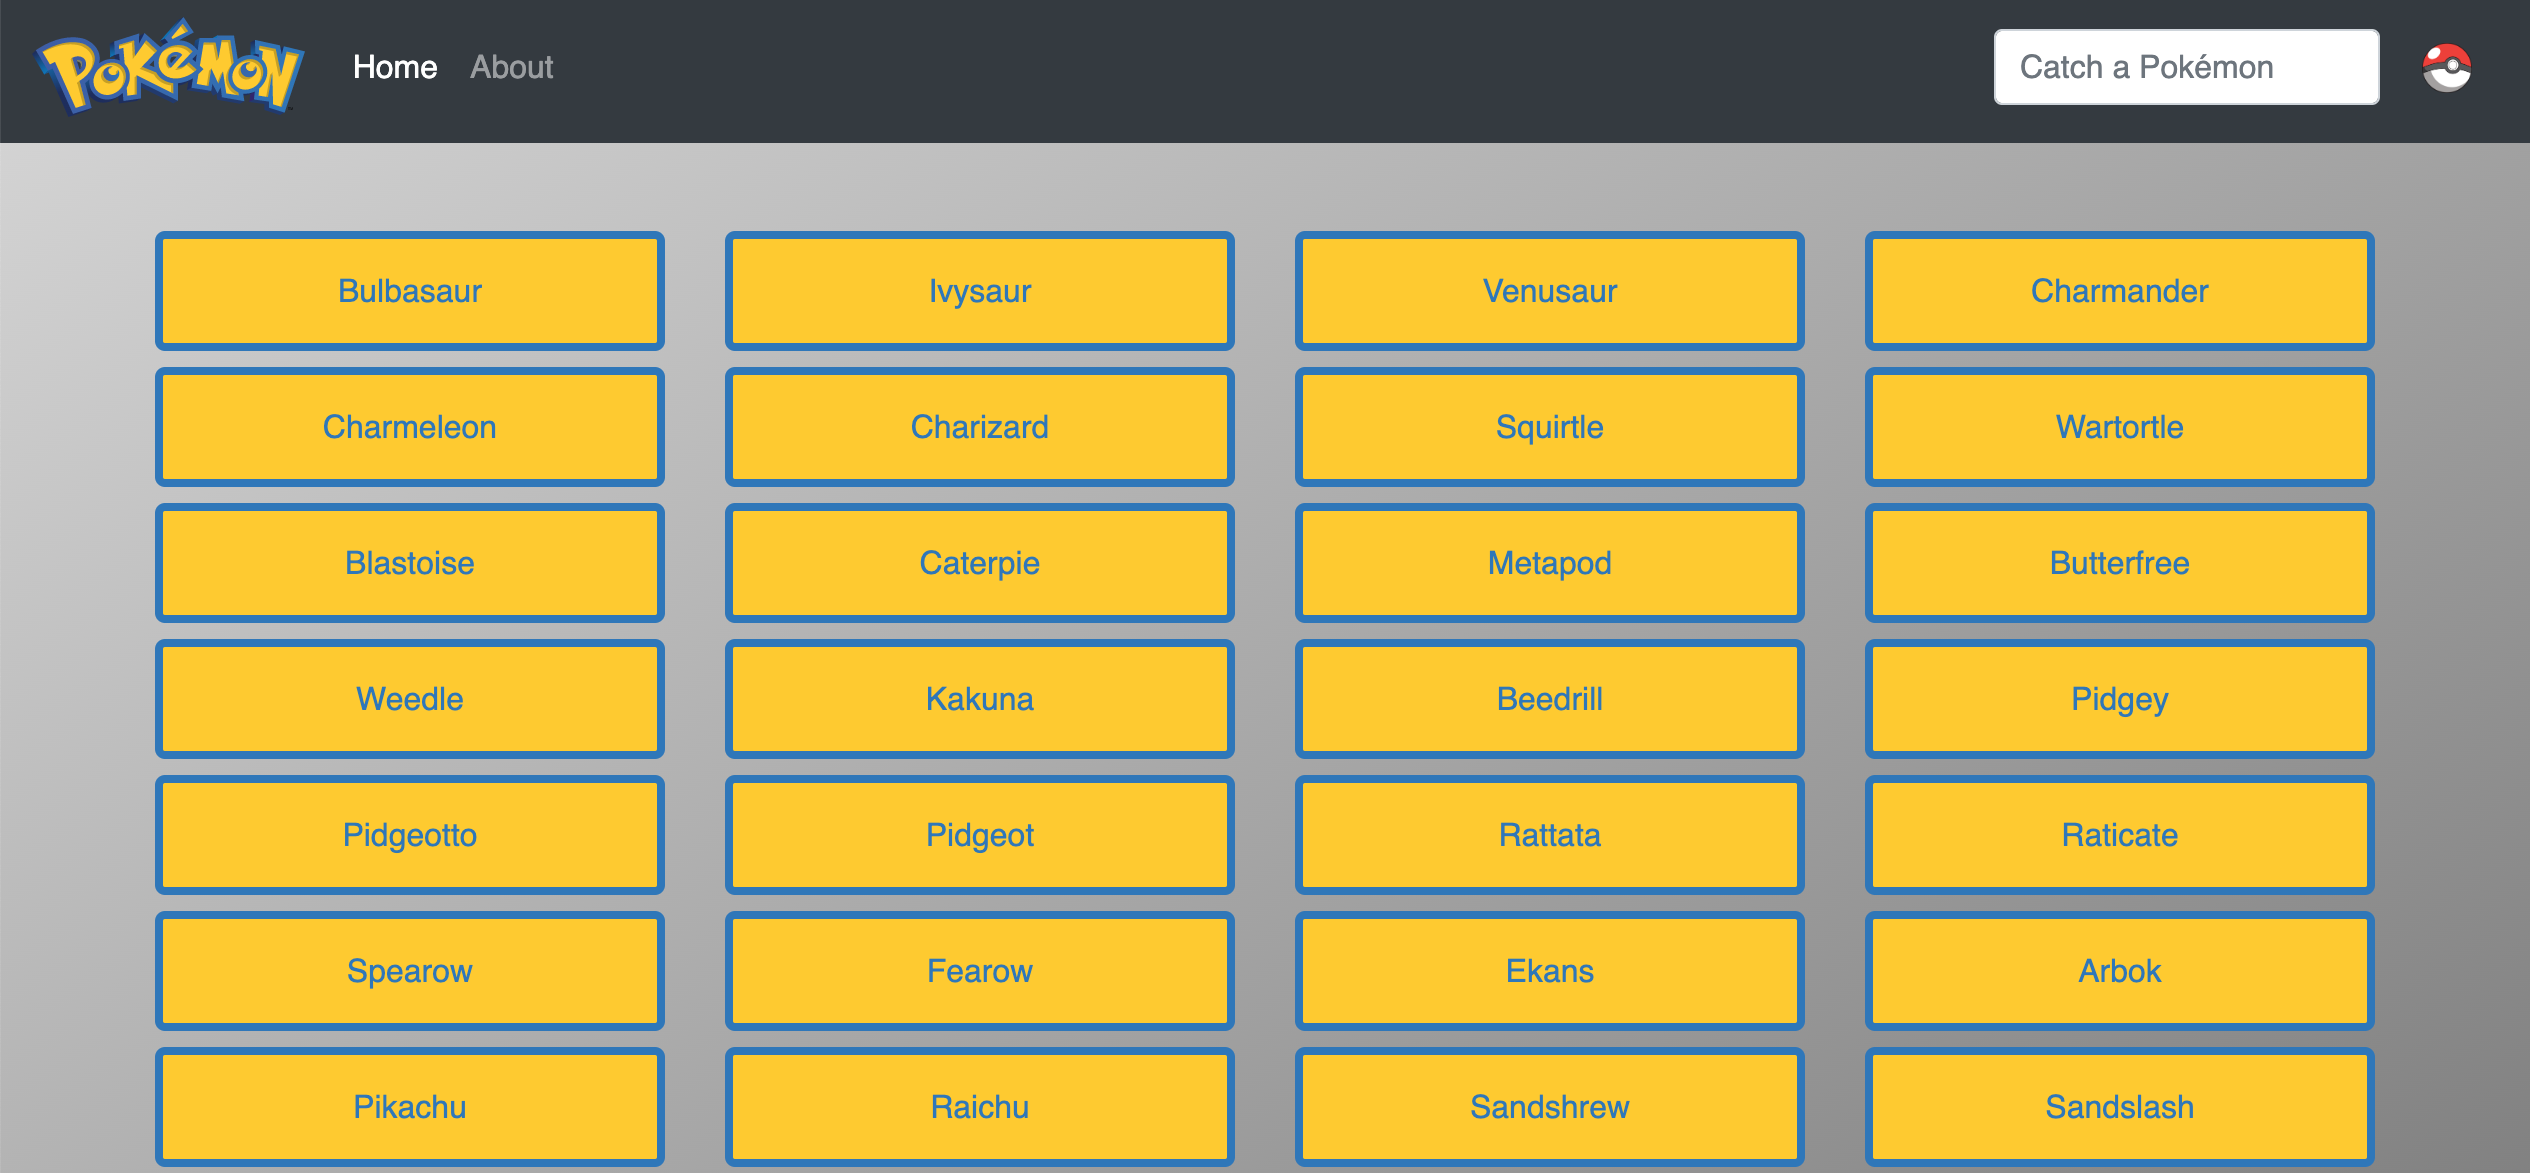 Pokémon
Home About
Catch a Pokémon
Bulbasaur Ivysaur Venusaur Charmander
Charmeleon Charizard Squirtle Wartortle
Blastoise Caterpie Metapod Butterfree
Weedle Kakuna Beedrill Pidgey
Pidgeotto Pidgeot Rattata Raticate
Spearow Fearow Ekans Arbok
Pikachu Raichu Sandshrew Sandslash